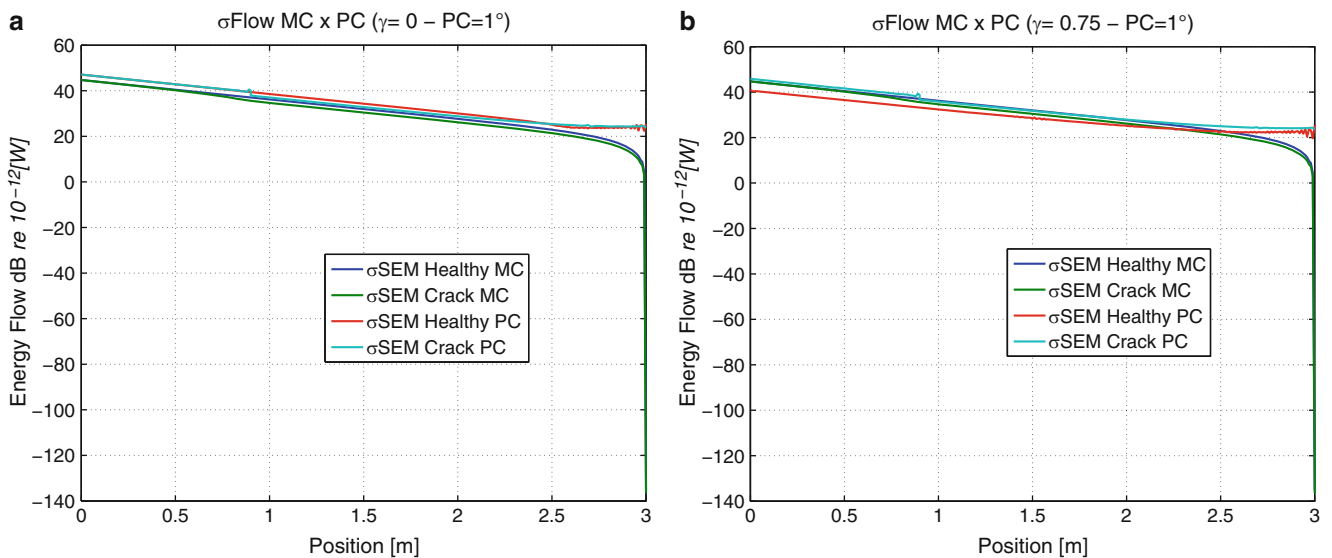 a
σFlow MC x PC (γ= 0 – PC=1°)
Energy Flow dB re 10⁻¹²[W]
60
40
20
0
−20
−40
−60
−80
−100
−120
−140
σSEM Healthy MC
σSEM Crack MC
σSEM Healthy PC
σSEM Crack PC
0 0.5 1 1.5 2 2.5 3
Position [m]
b
σFlow MC x PC (γ= 0.75 – PC=1°)
Energy Flow dB re 10⁻¹²[W]
60
40
20
0
−20
−40
−60
−80
−100
−120
−140
σSEM Healthy MC
σSEM Crack MC
σSEM Healthy PC
σSEM Crack PC
0 0.5 1 1.5 2 2.5 3
Position [m]